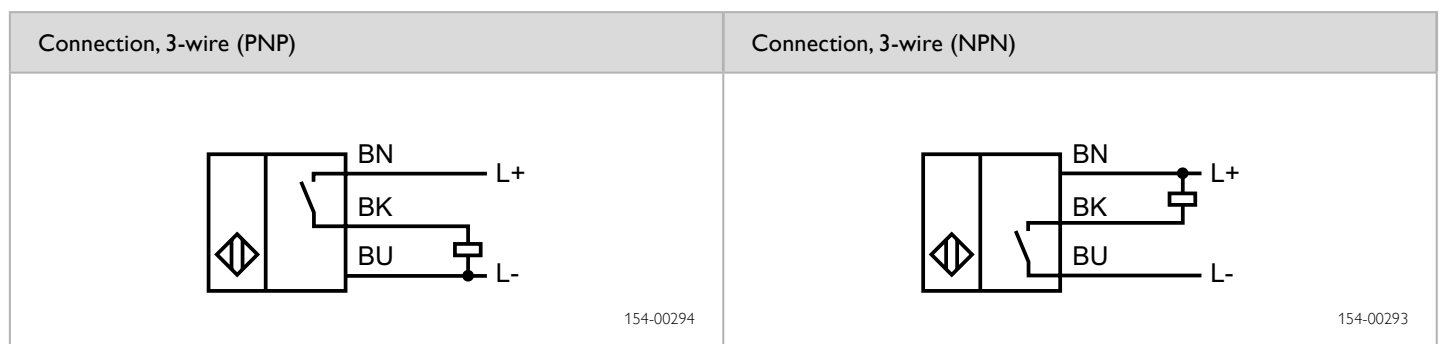 Connection, 3-wire (PNP)
Connection, 3-wire (NPN)
BN
L+
BK
BU
L-
154-00294
BN
L+
BK
BU
L-
154-00293